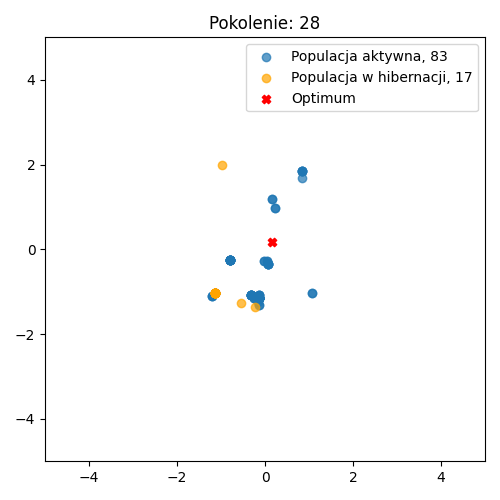 Pokolenie: 28
Populacja aktywna, 83
Populacja w hibernacji, 17
Optimum
4
2
0
−2
−4
−4
−2
0
2
4